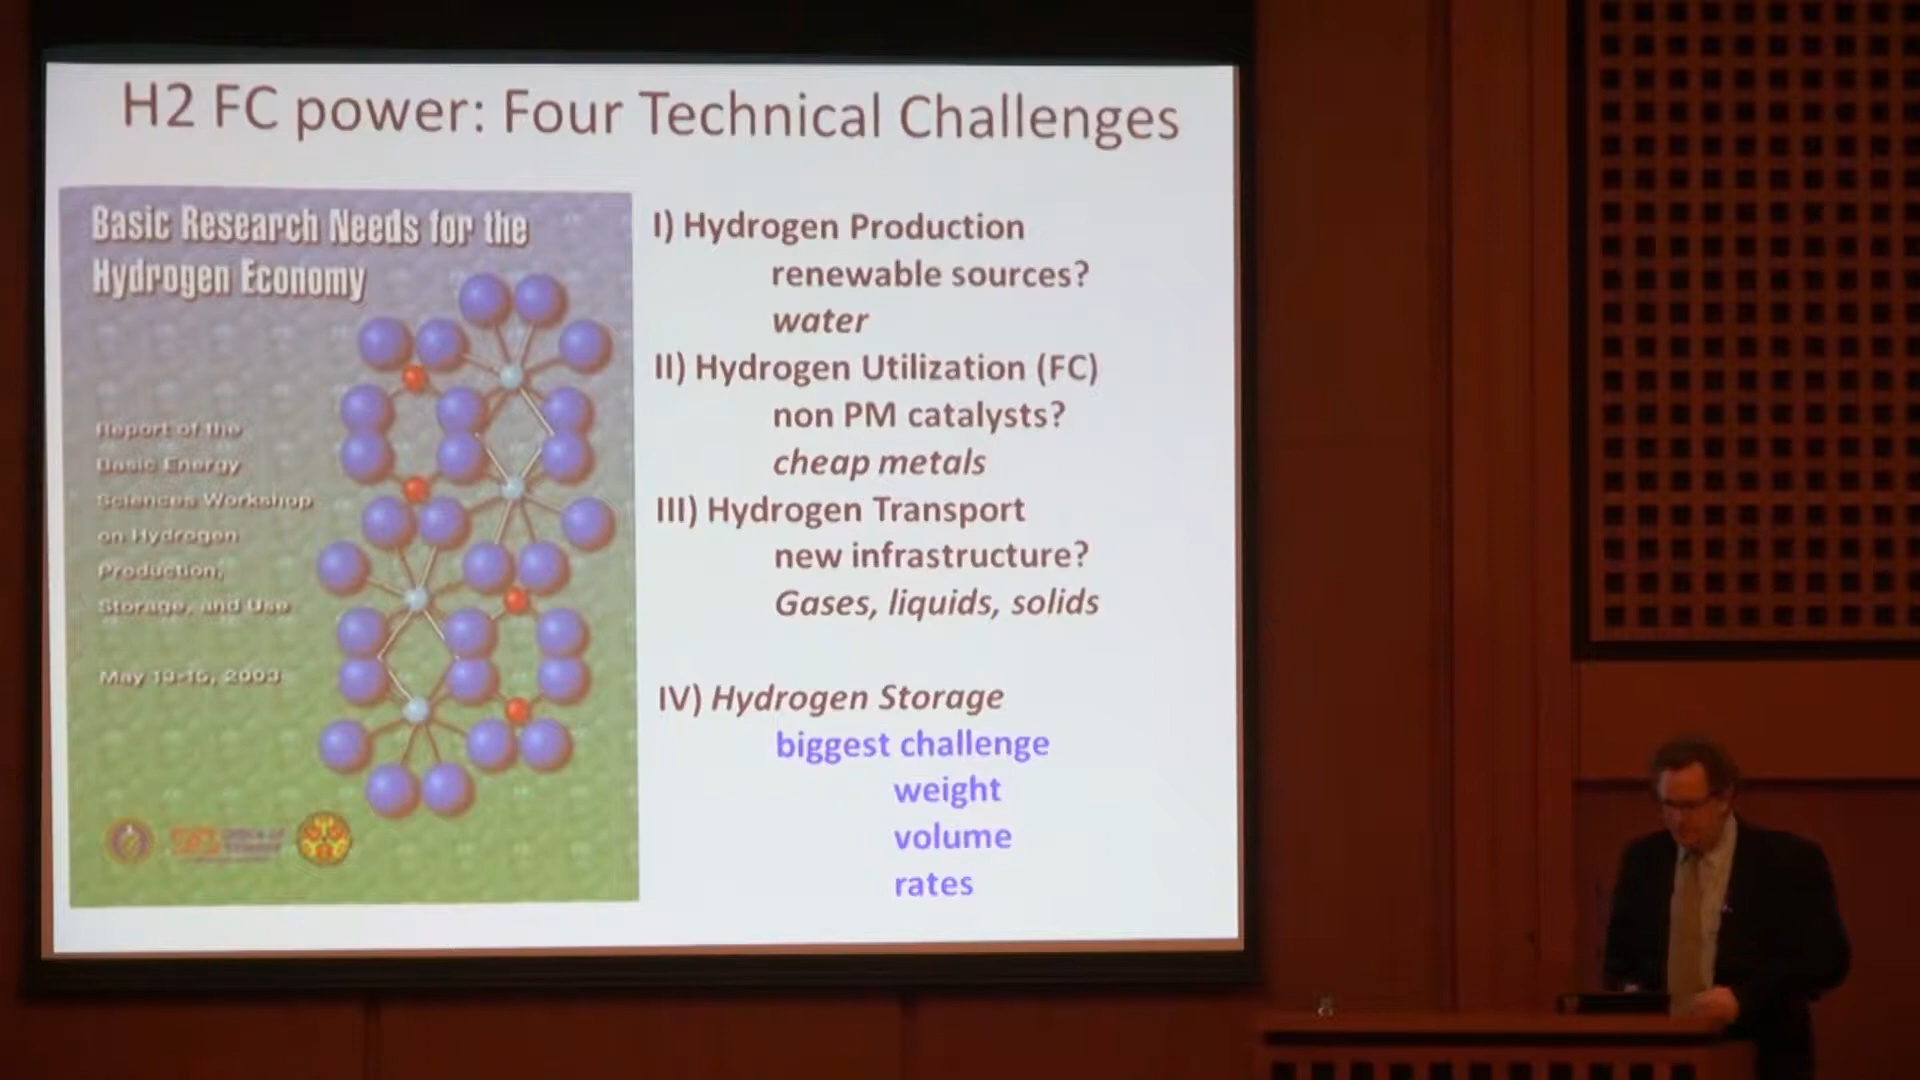 H2 FC power: Four Technical Challenges
Basic Research Needs for the
Hydrogen Economy
Report of the
Basic Energy
Sciences Workshop
on Hydrogen
Production,
Storage, and Use
May 13-15, 2003
I) Hydrogen Production
renewable sources?
water
II) Hydrogen Utilization (FC)
non PM catalysts?
cheap metals
III) Hydrogen Transport
new infrastructure?
Gases, liquids, solids
IV) Hydrogen Storage
biggest challenge
weight
volume
rates